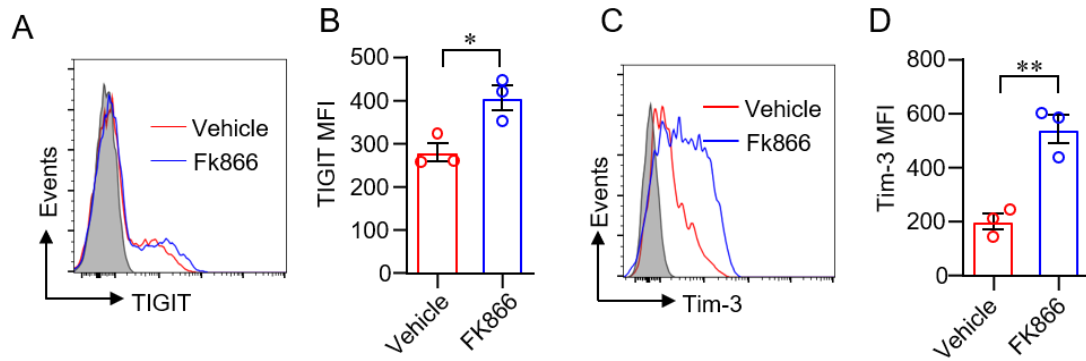 A
Events
TIGIT
Vehicle
Fk866
B
*
TIGIT MFI
500
400
300
200
100
0
Vehicle
FK866
C
Events
Tim-3
Vehicle
Fk866
D
**
Tim-3 MFI
800
600
400
200
0
Vehicle
FK866